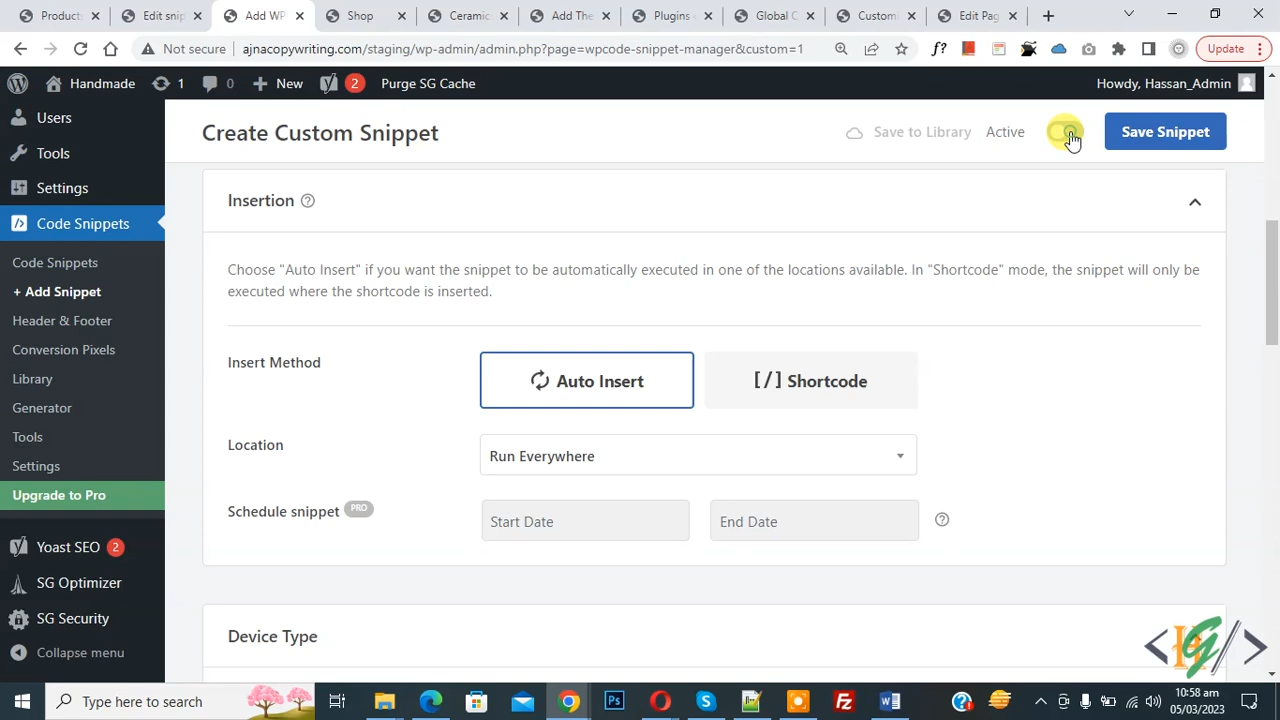 Products
Edit snip
Add WP
Shop
Ceramic
Add The
Plugins
Global C
Customi
Edit Pag
Not secure
ajnacopywriting.com/staging/wp-admin/admin.php?page=wpcode-snippet-manager&custom=1
f?
Update
Handmade
1
0
New
2
Purge SG Cache
Howdy, Hassan_Admin
Users
Tools
Settings
Code Snippets
Code Snippets
+ Add Snippet
Header & Footer
Conversion Pixels
Library
Generator
Tools
Settings
Upgrade to Pro
Yoast SEO 2
SG Optimizer
SG Security
Collapse menu
Create Custom Snippet
Save to Library
Active
Save Snippet
Insertion
Choose "Auto Insert" if you want the snippet to be automatically executed in one of the locations available. In "Shortcode" mode, the snippet will only be
executed where the shortcode is inserted.
Insert Method
Auto Insert
[/] Shortcode
Location
Run Everywhere
Schedule snippet PRO
Start Date
End Date
Device Type
< H G / >
Type here to search
Ps
10:58 am
05/03/2023